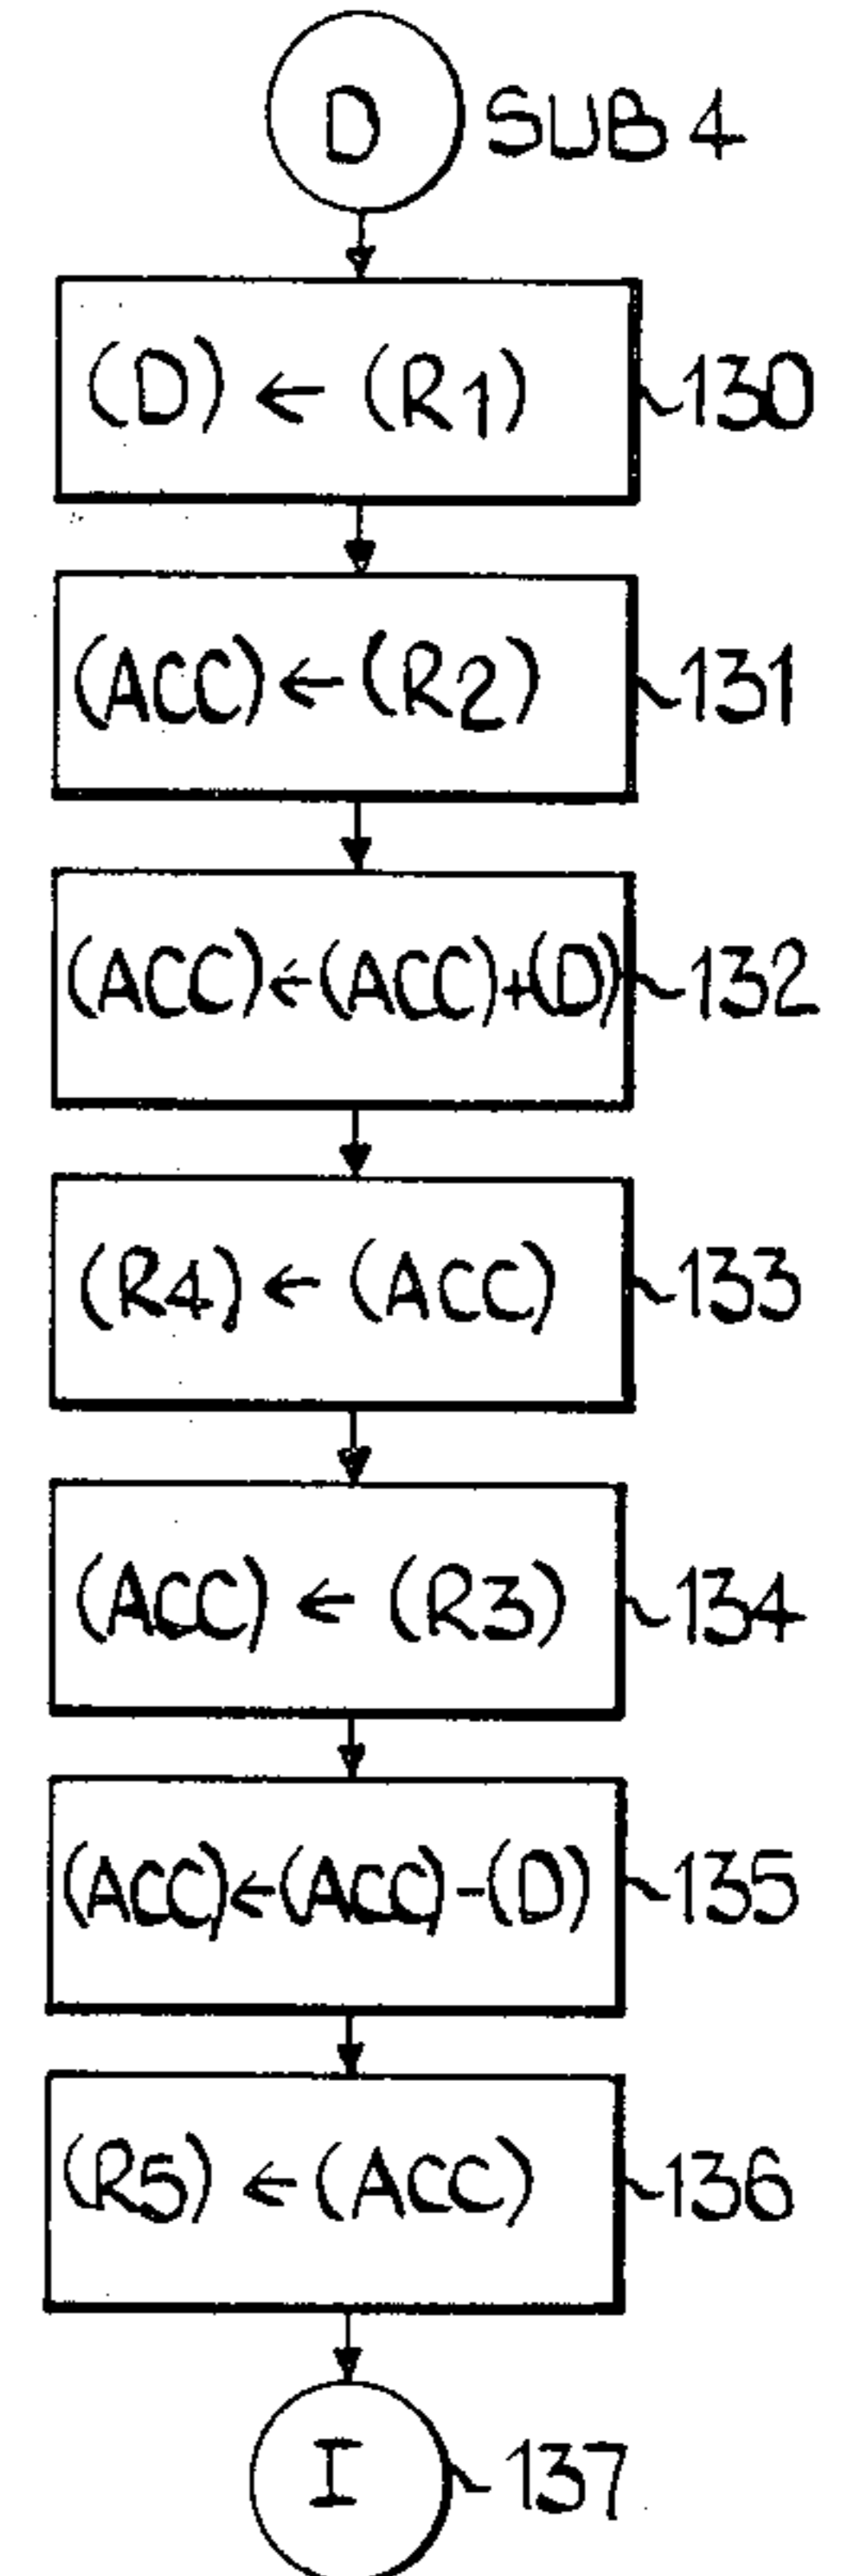 D SUB 4
(D) ← (R1) 130
(ACC) ← (R2) 131
(ACC) ← (ACC)+(D) 132
(R4) ← (ACC) 133
(ACC) ← (R3) 134
(ACC) ← (ACC)-(D) 135
(R5) ← (ACC) 136
I 137